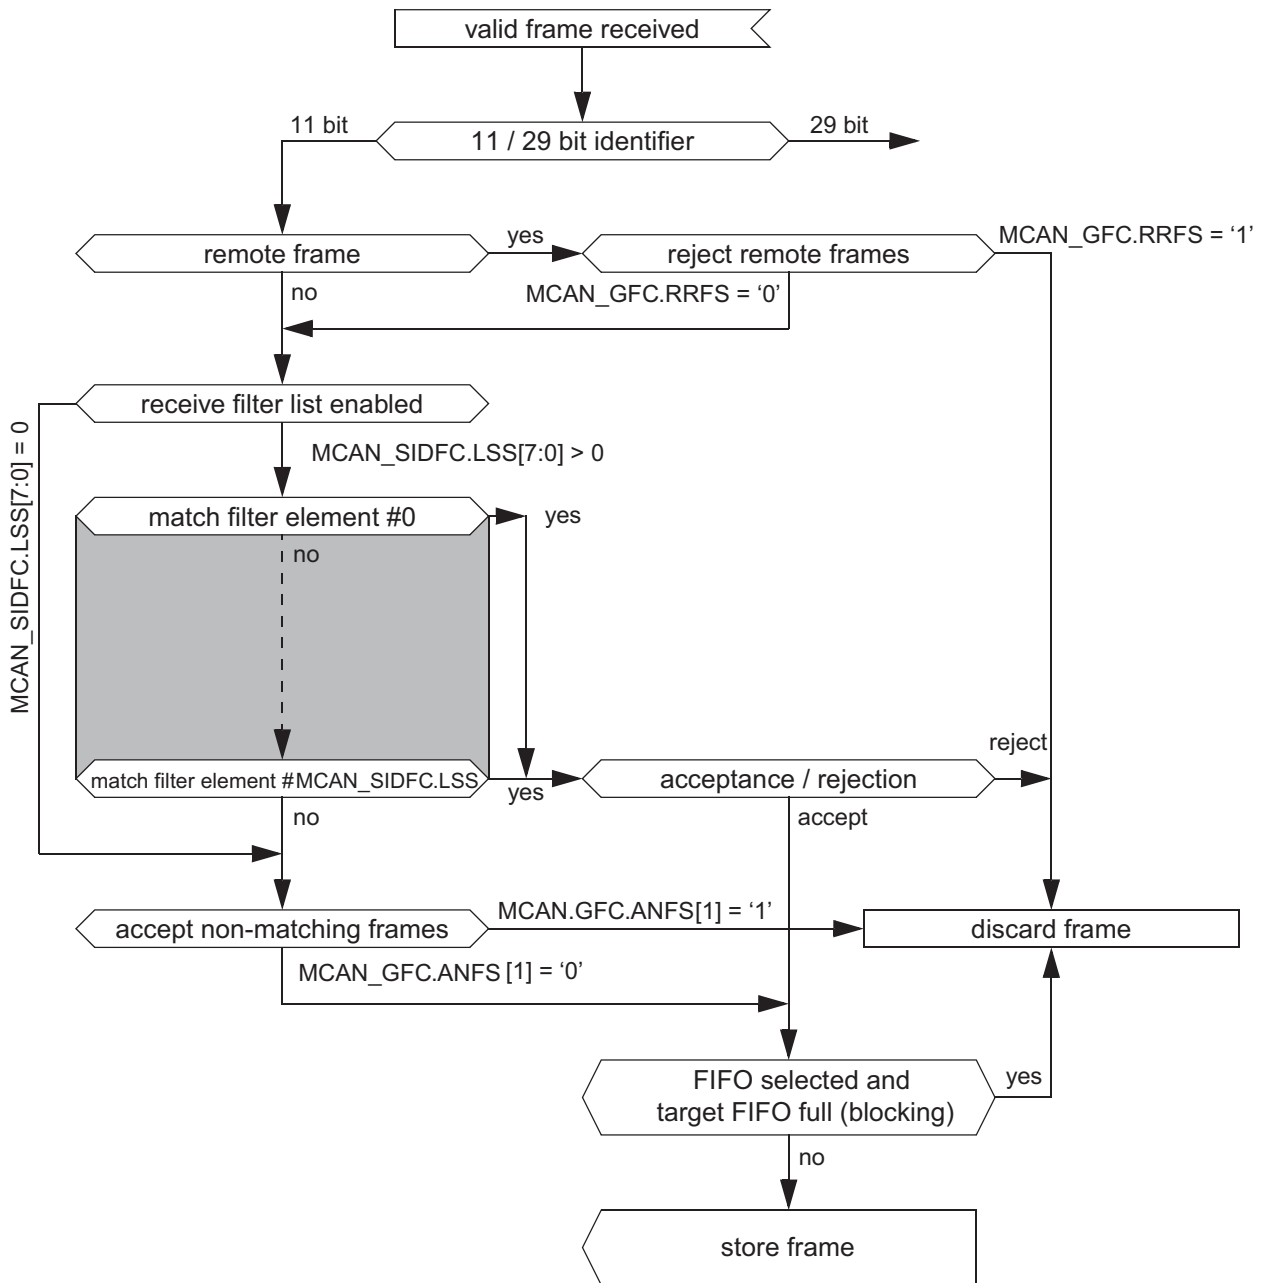 valid frame received
11 bit
11 / 29 bit identifier
29 bit
remote frame
yes
reject remote frames
MCAN_GFC.RRFS = ‘1’
no
MCAN_GFC.RRFS = ‘0’
receive filter list enabled
MCAN_SIDFC.LSS[7:0] = 0
MCAN_SIDFC.LSS[7:0] > 0
match filter element #0
yes
no
match filter element #MCAN_SIDFC.LSS
yes
acceptance / rejection
reject
no
accept
accept non-matching frames
MCAN.GFC.ANFS[1] = ‘1’
discard frame
MCAN_GFC.ANFS [1] = ‘0’
FIFO selected and
target FIFO full (blocking)
yes
no
store frame